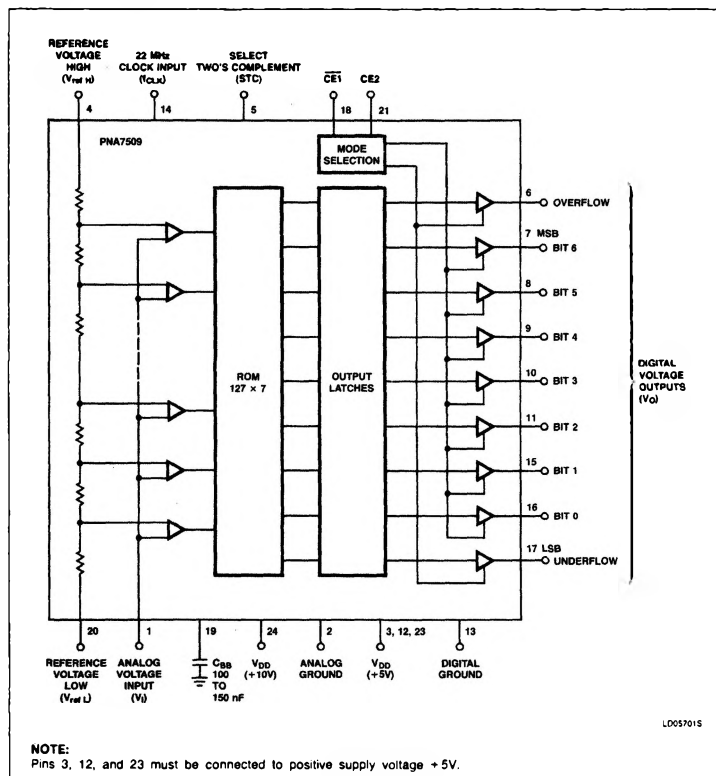 REFERENCE
VOLTAGE
HIGH
(Vref H)
4
22 MHz
CLOCK INPUT
(fCLK)
14
SELECT
TWO'S COMPLEMENT
(STC)
5
CE1
18
CE2
21
PNA7509
MODE
SELECTION
ROM
127 × 7
OUTPUT
LATCHES
6
OVERFLOW
7 MSB
BIT 6
8
BIT 5
9
BIT 4
10
BIT 3
11
BIT 2
15
BIT 1
16
BIT 0
17 LSB
UNDERFLOW
DIGITAL
VOLTAGE
OUTPUTS
(VO)
20
REFERENCE
VOLTAGE
LOW
(Vref L)
1
ANALOG
VOLTAGE
INPUT
(VI)
19
CBB
100
TO
150 nF
24
VDD
(+10V)
2
ANALOG
GROUND
3, 12, 23
VDD
(+5V)
13
DIGITAL
GROUND
LD05701S
NOTE:
Pins 3, 12, and 23 must be connected to positive supply voltage +5V.